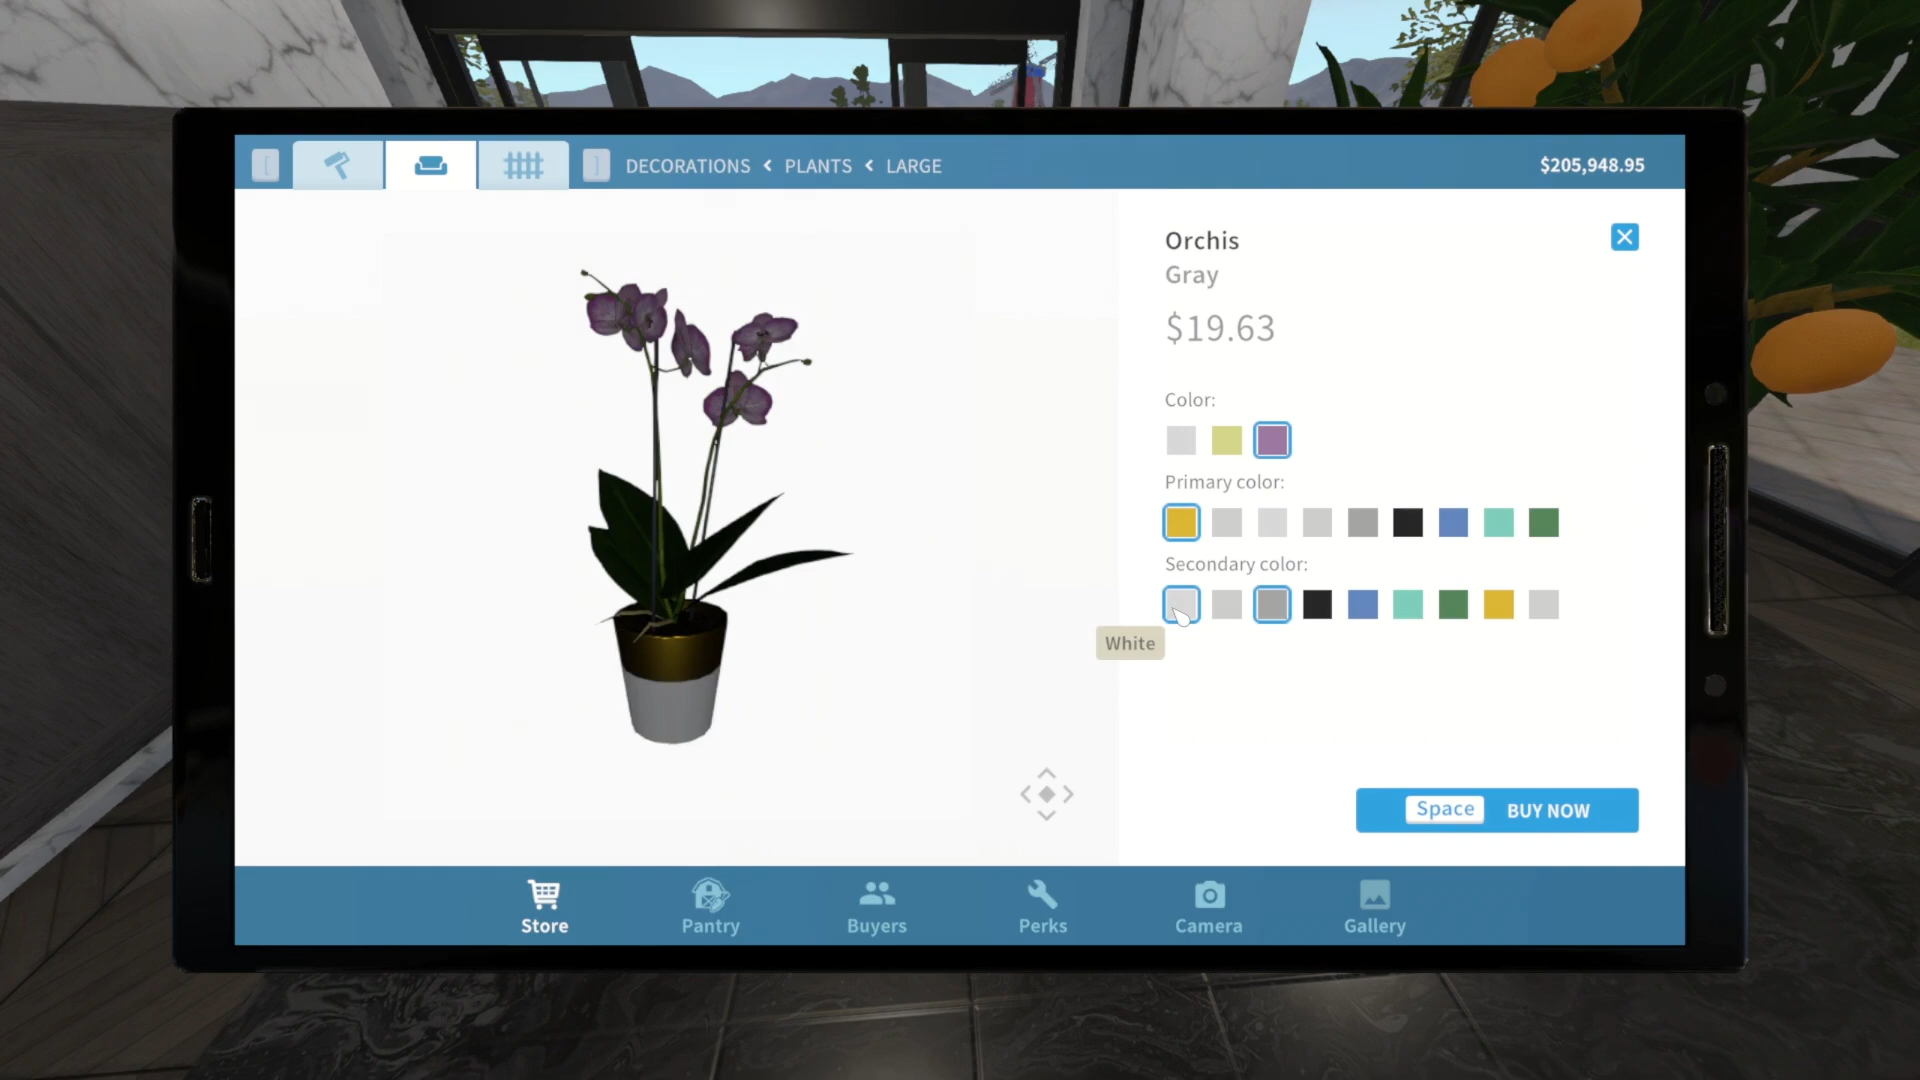 [
]
DECORATIONS < PLANTS < LARGE
$205,948.95
Orchis
Gray
$19.63
Color:
Primary color:
Secondary color:
White
Space BUY NOW
Store
Pantry
Buyers
Perks
Camera
Gallery